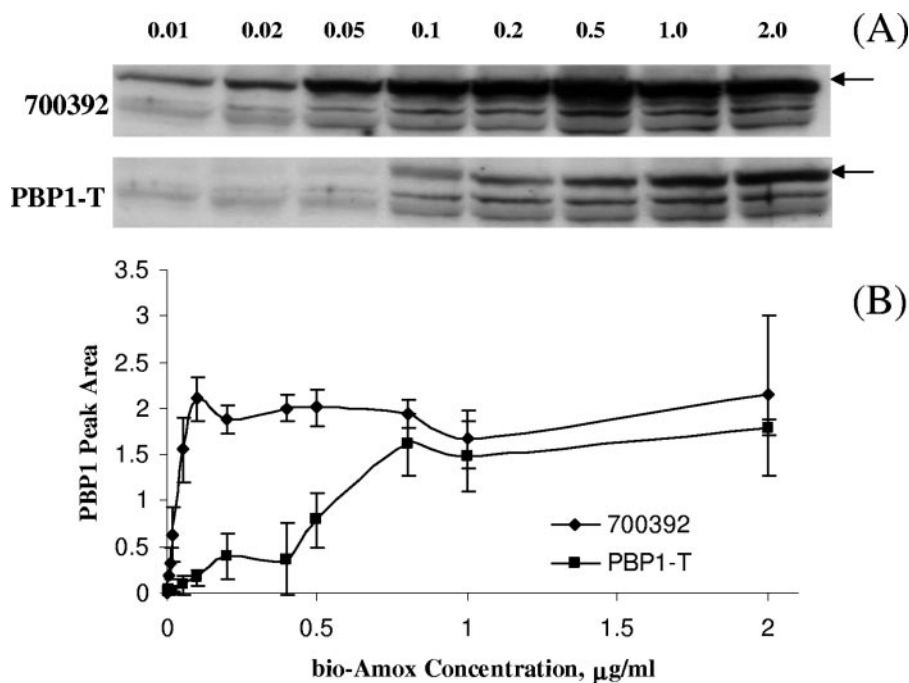 0.01 0.02 0.05 0.1 0.2 0.5 1.0 2.0 (A)
700392
PBP1-T
(B)
3.5
3
2.5
2
1.5
1
0.5
0
PBP1 Peak Area
700392
PBP1-T
0 0.5 1 1.5 2
bio-Amox Concentration, μg/ml